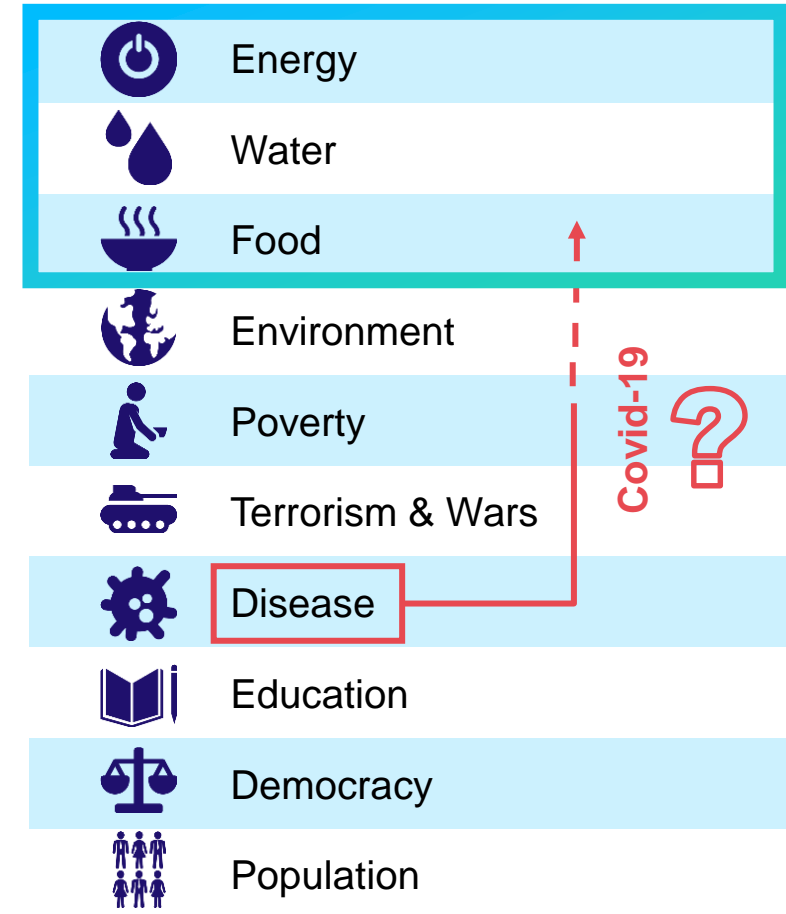 Energy
Water
Food
Environment
Poverty
Terrorism & Wars
Disease
Education
Democracy
Population
Covid-19
?